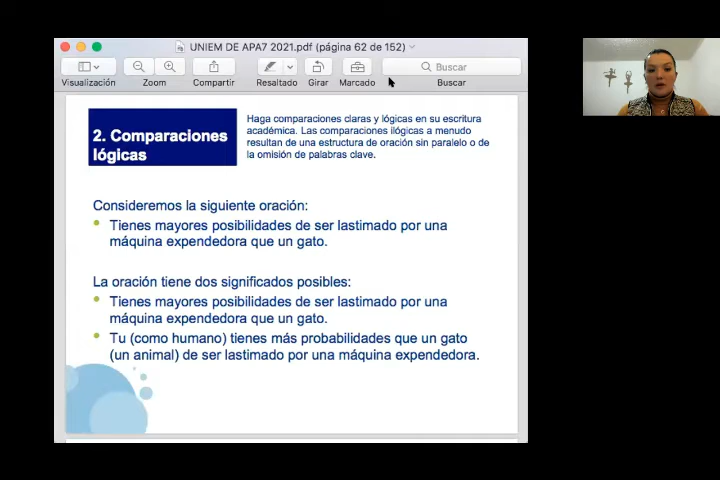 UNIEM DE APA7 2021.pdf (página 62 de 152)
Visualización
Zoom
Compartir
Resaltado
Girar
Marcado
Buscar
Buscar
2. Comparaciones
lógicas
Haga comparaciones claras y lógicas en su escritura
académica. Las comparaciones ilógicas a menudo
resultan de una estructura de oración sin paralelo o de
la omisión de palabras clave.
Consideremos la siguiente oración:
Tienes mayores posibilidades de ser lastimado por una
máquina expendedora que un gato.
La oración tiene dos significados posibles:
Tienes mayores posibilidades de ser lastimado por una
máquina expendedora que un gato.
Tu (como humano) tienes más probabilidades que un gato
(un animal) de ser lastimado por una máquina expendedora.